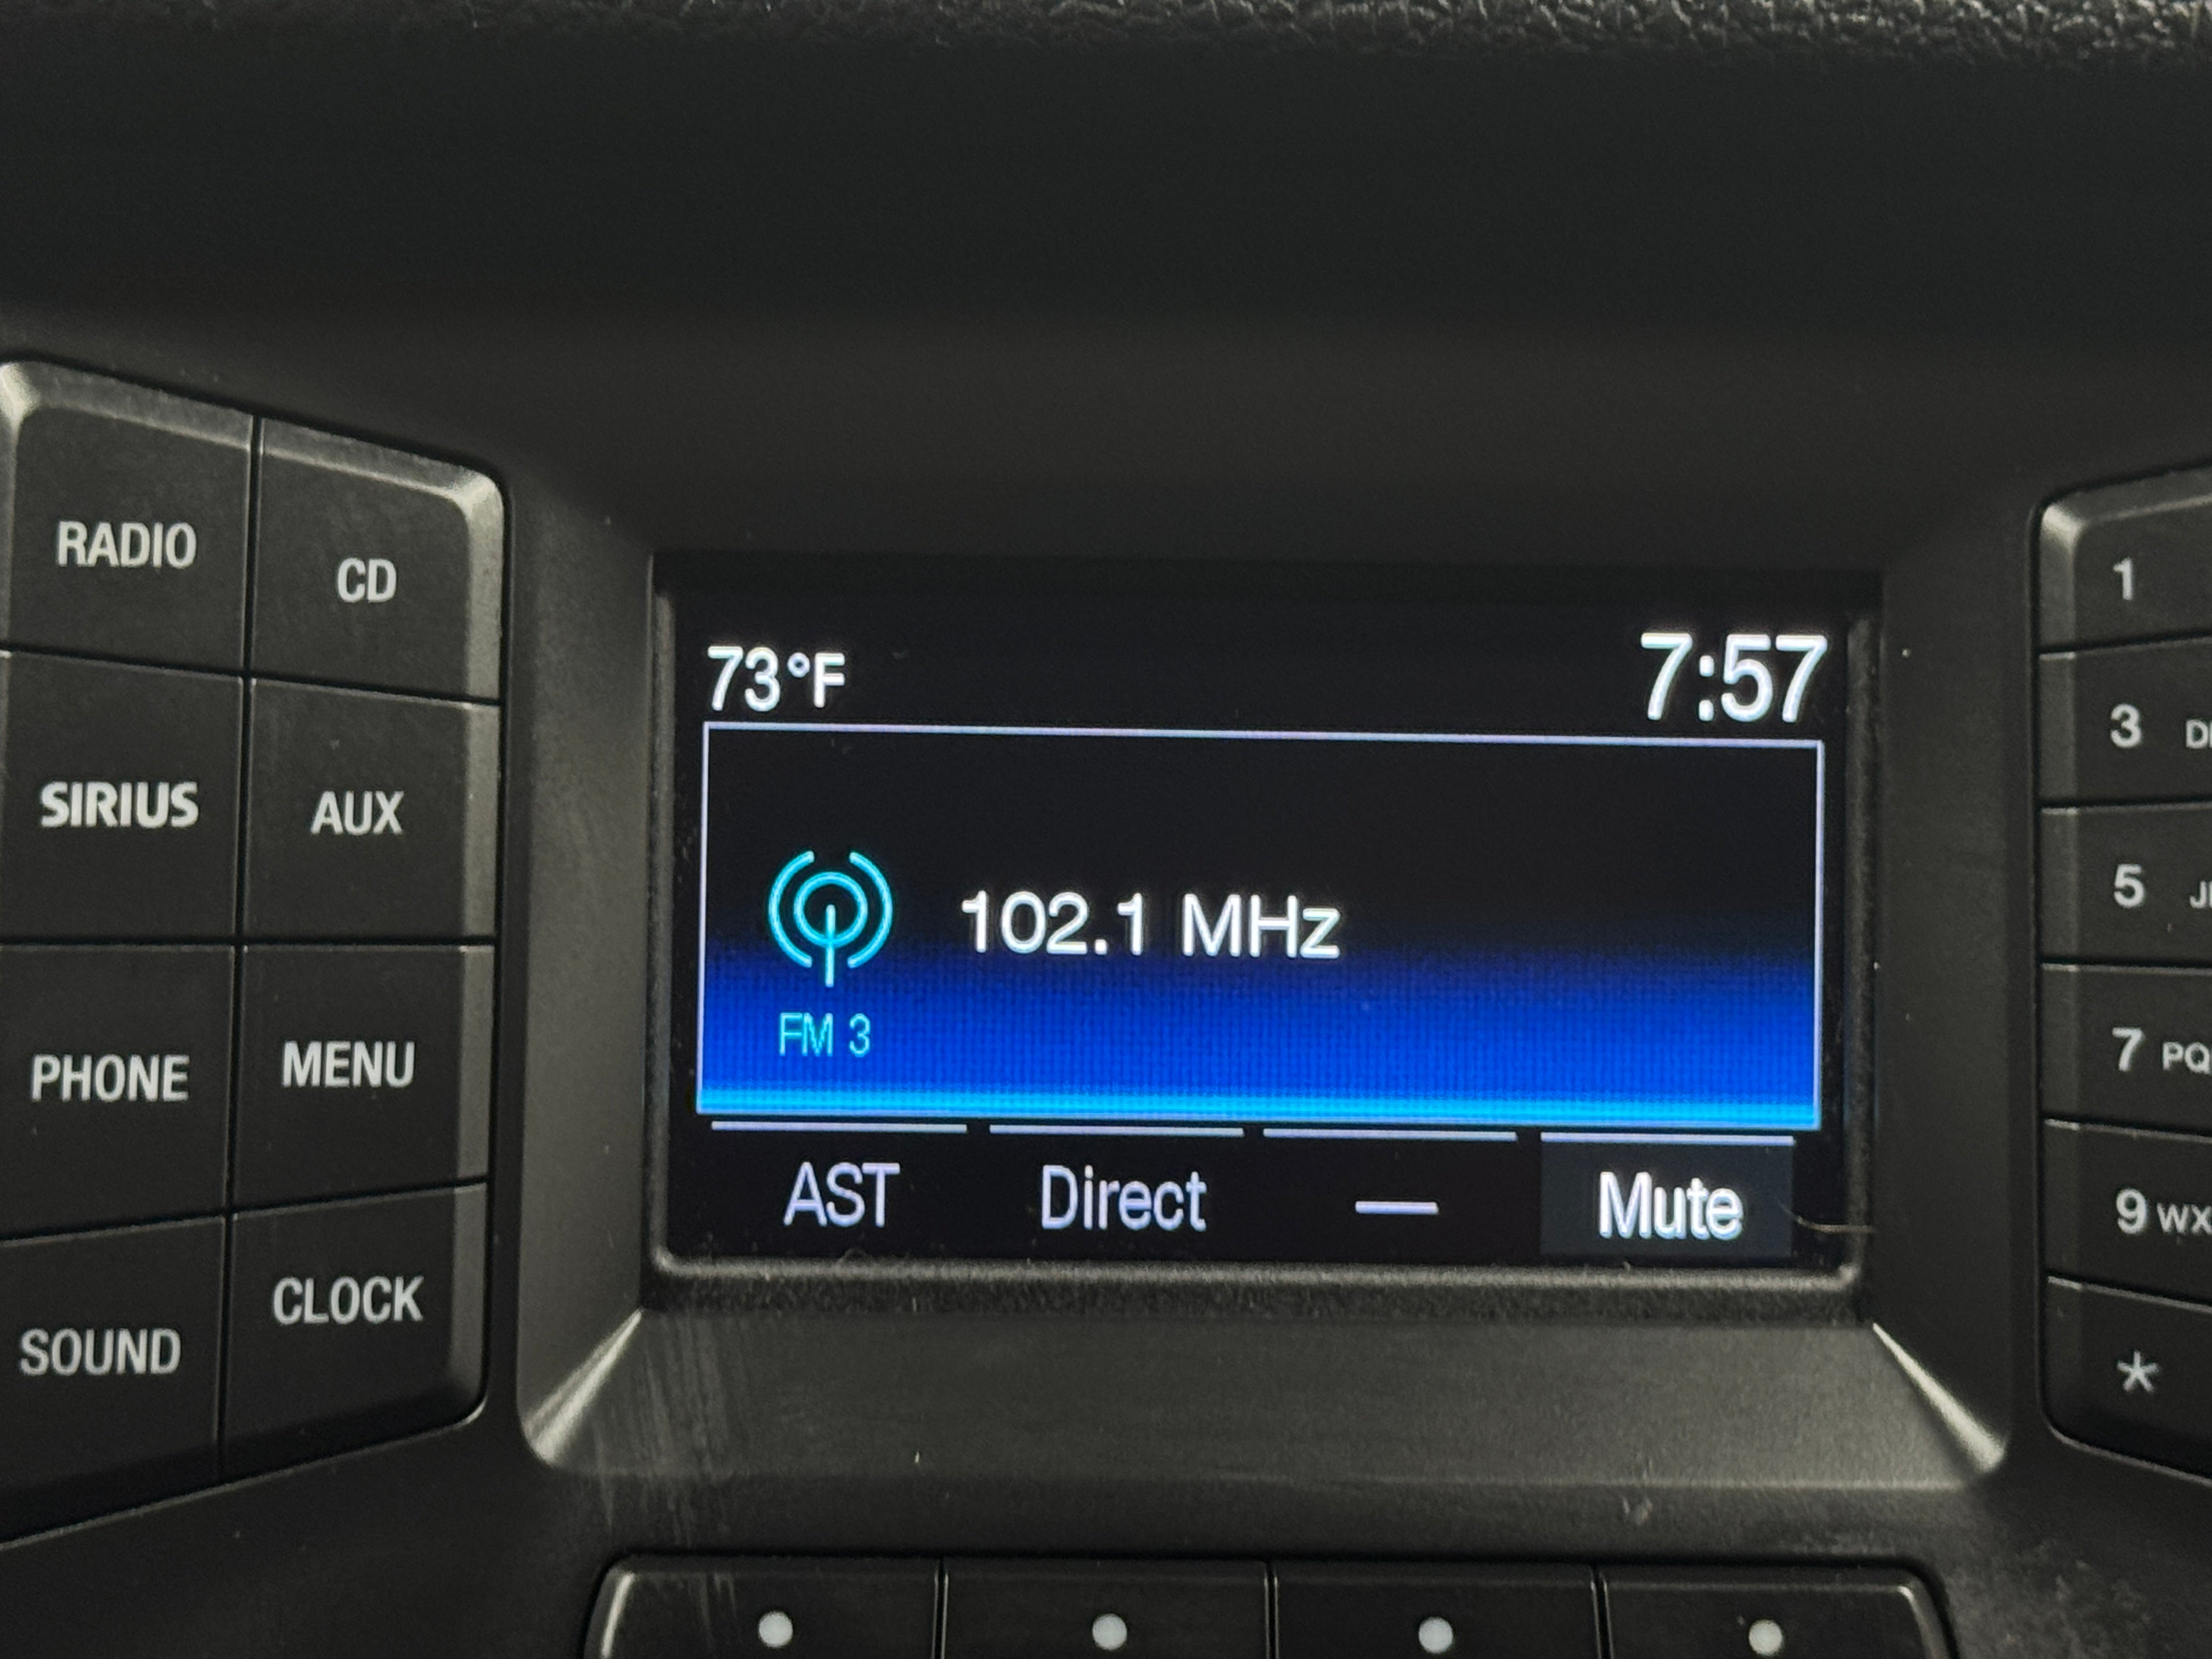 RADIO
CD
SIRIUS
AUX
PHONE
MENU
SOUND
CLOCK
73°F
7:57
102.1 MHz
FM 3
AST
Direct
—
Mute
1
3
5
7 PQ
9 WX
*